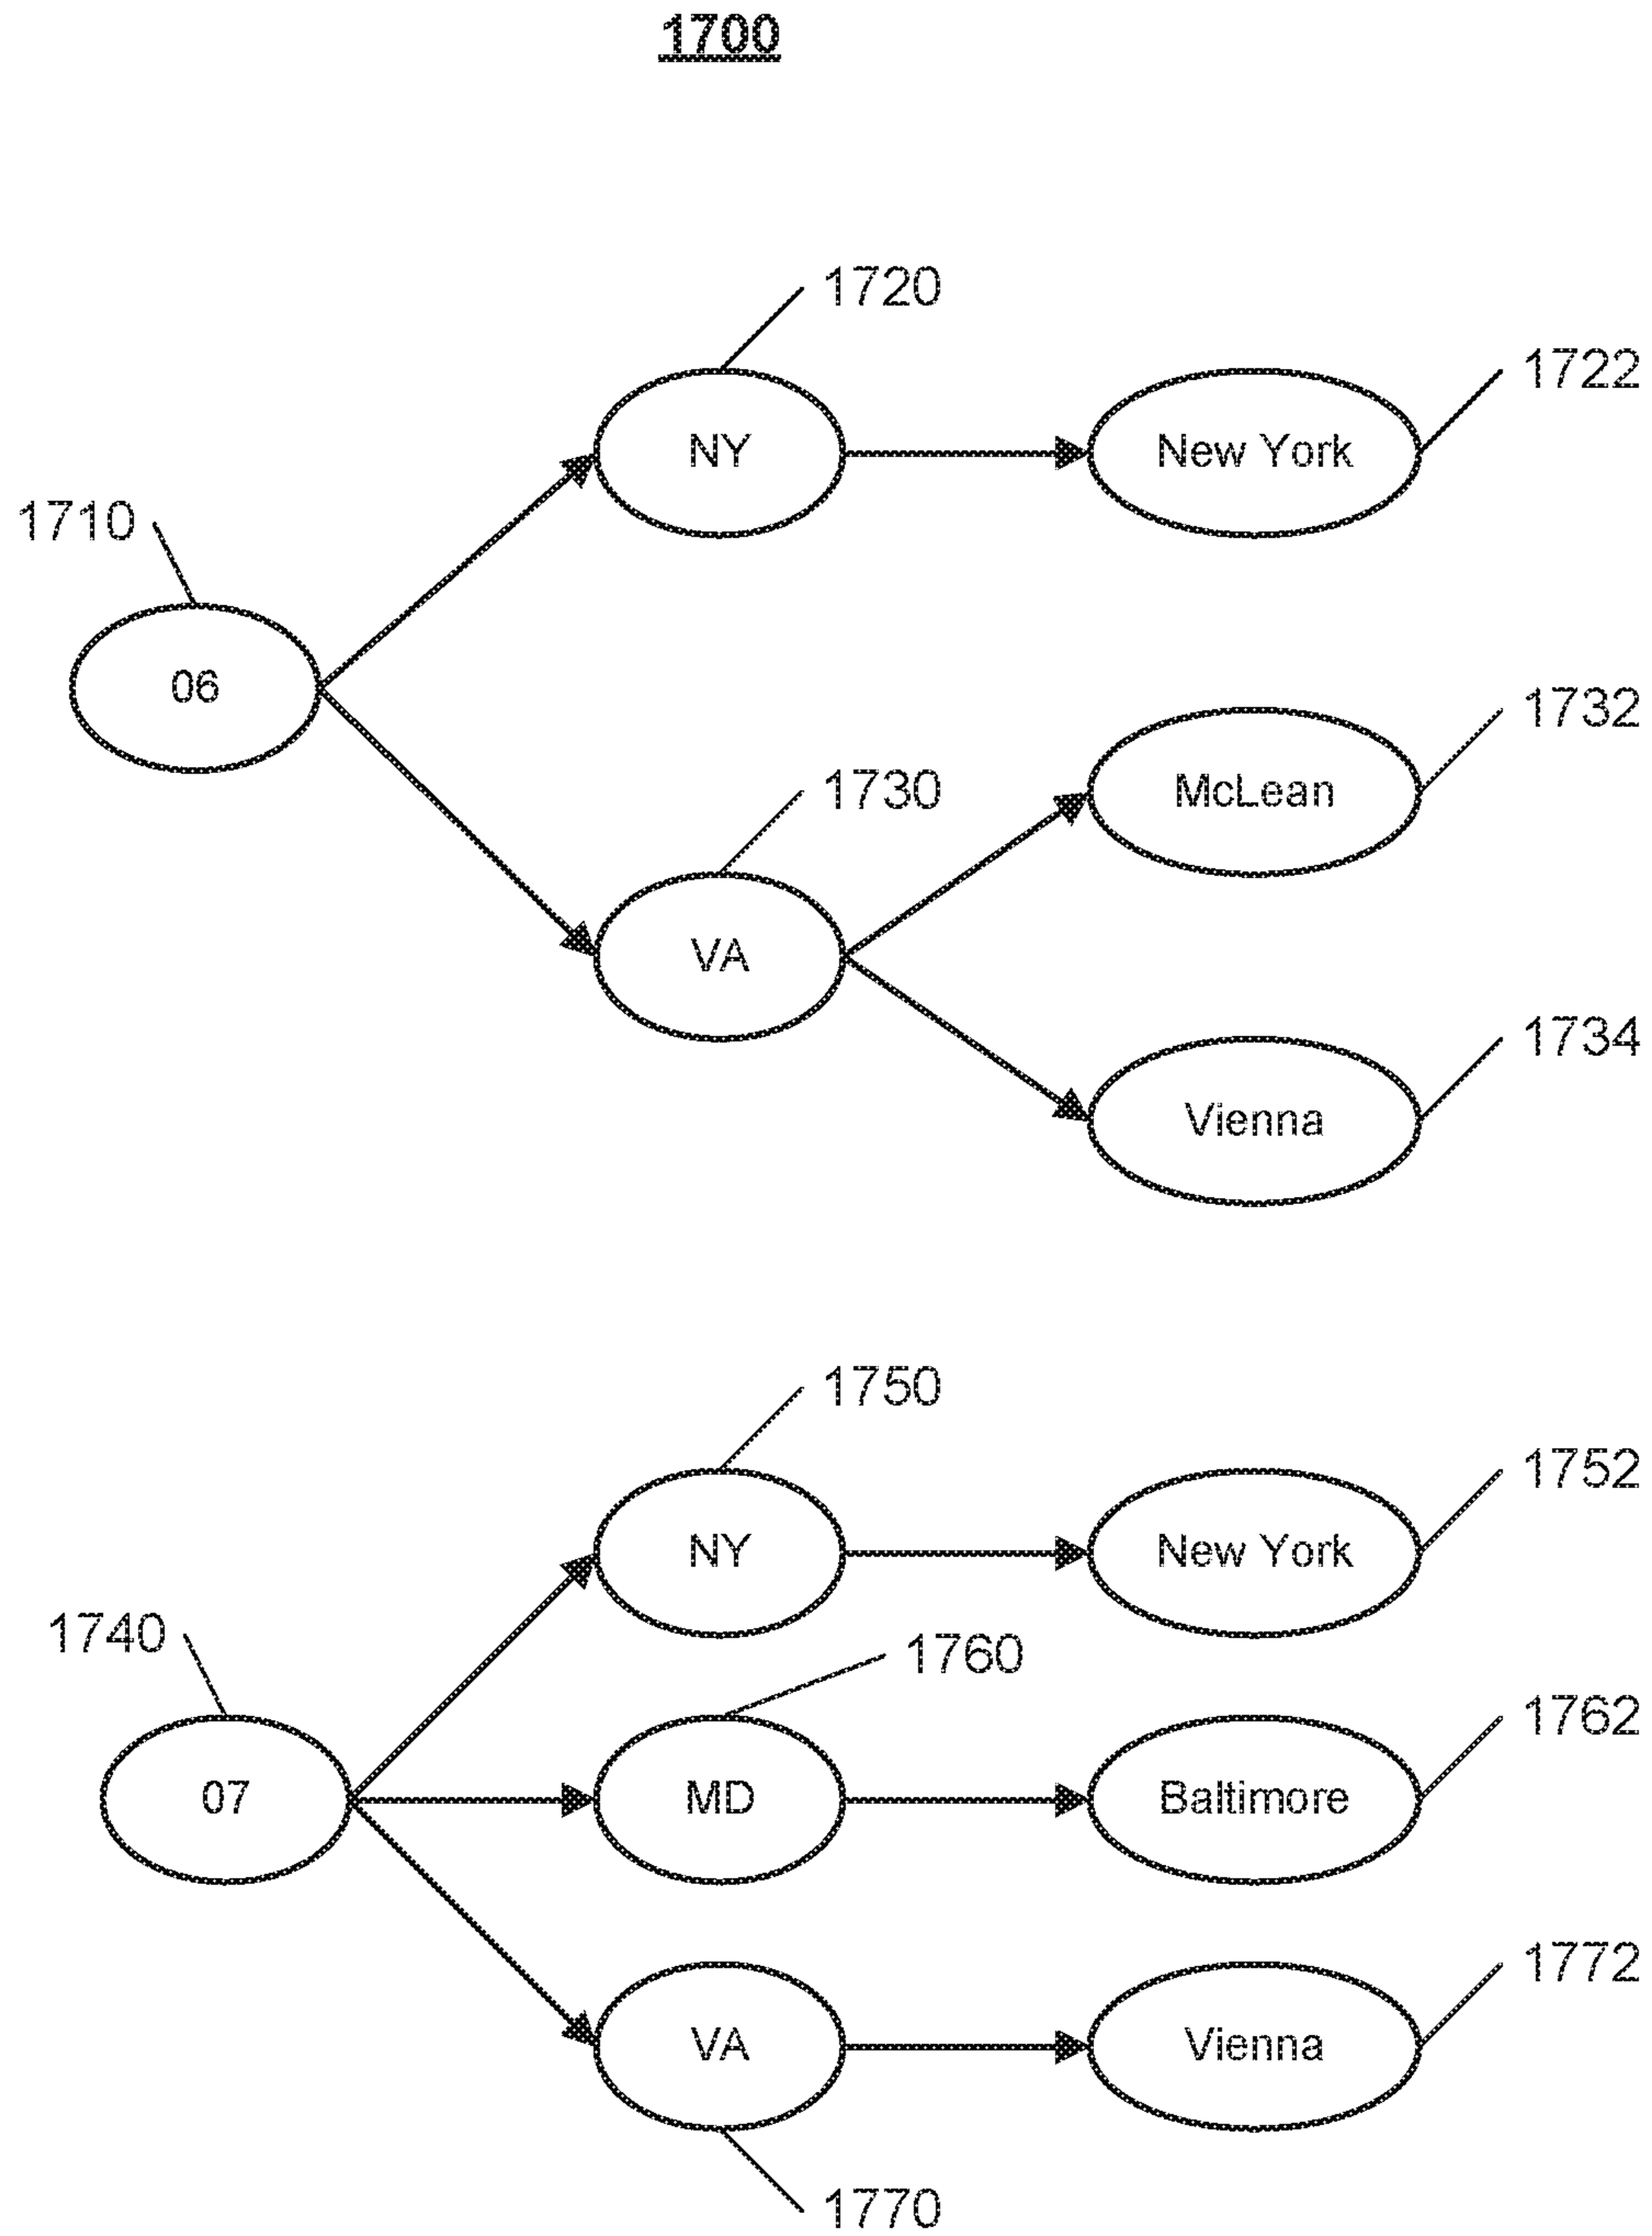 1700
1720
1722
NY
New York
1710
06
1732
1730
McLean
VA
1734
Vienna
1750
1752
NY
New York
1740
1760
1762
07
MD
Baltimore
1772
VA
Vienna
1770